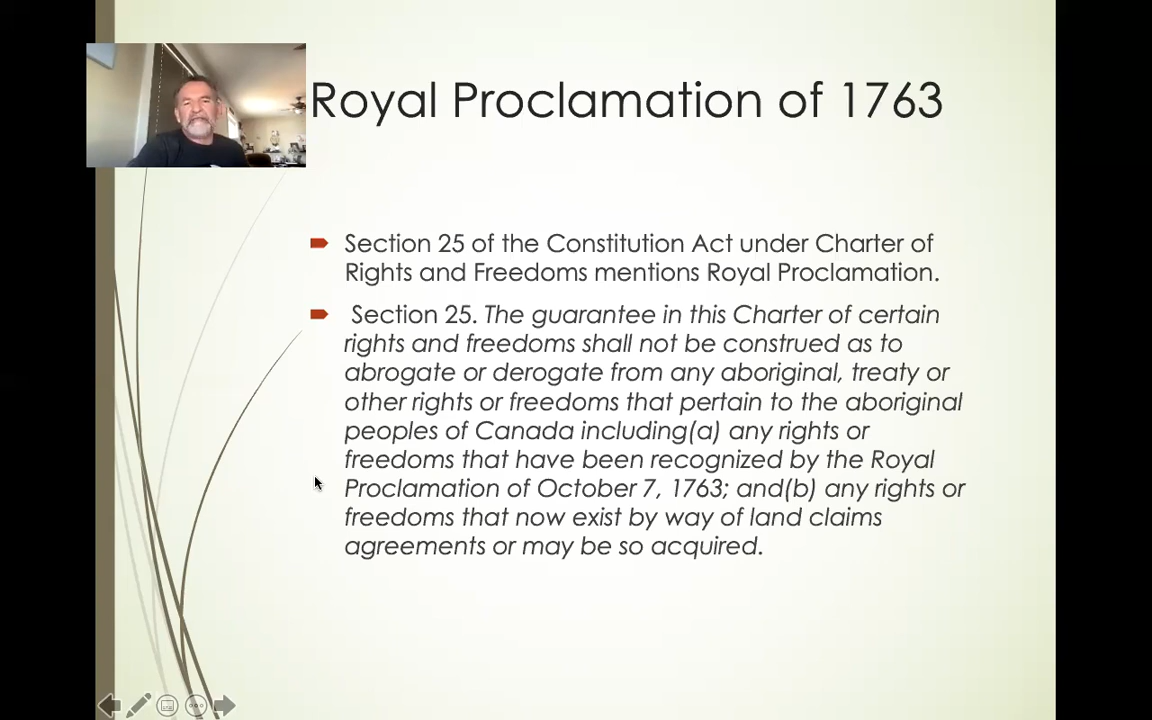 Royal Proclamation of 1763
Section 25 of the Constitution Act under Charter of
Rights and Freedoms mentions Royal Proclamation.
Section 25. The guarantee in this Charter of certain
rights and freedoms shall not be construed as to
abrogate or derogate from any aboriginal, treaty or
other rights or freedoms that pertain to the aboriginal
peoples of Canada including(a) any rights or
freedoms that have been recognized by the Royal
Proclamation of October 7, 1763; and(b) any rights or
freedoms that now exist by way of land claims
agreements or may be so acquired.